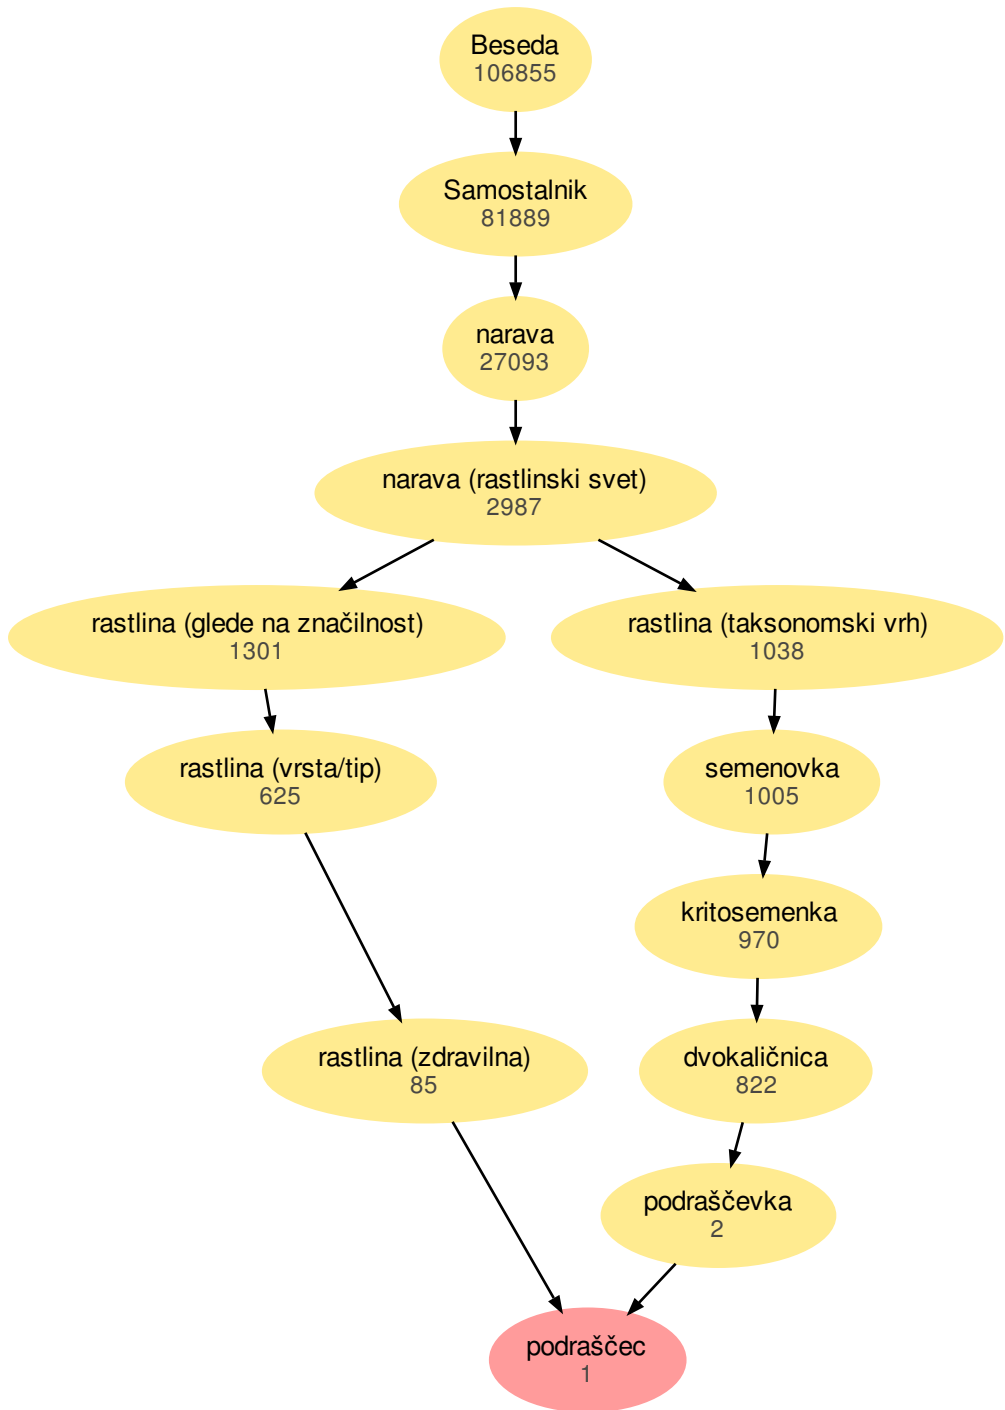 Beseda
106855
Samostalnik
81889
narava
27093
narava (rastlinski svet)
2987
rastlina (glede na značilnost)
1301
rastlina (taksonomski vrh)
1038
rastlina (vrsta/tip)
625
semenovka
1005
kritosemenka
970
rastlina (zdravilna)
85
dvokaličnica
822
podraščevka
2
podraščec
1